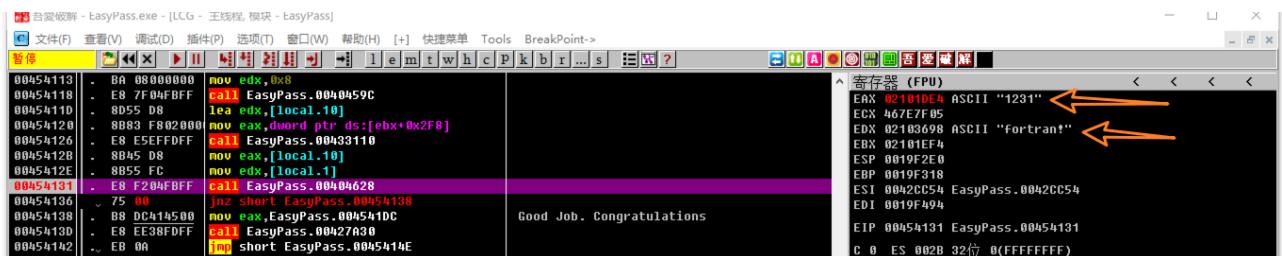 吾愛破解 - EasyPass.exe - [LCG - 主线程, 模块 - EasyPass]
文件(F) 查看(V) 调试(D) 插件(P) 选项(T) 窗口(W) 帮助(H) [+] 快捷菜单 Tools BreakPoint->
暂停 l e m t w h c P k b r ... s ? A 吾 愛 破 解
00454113 . BA 08000000 mov edx,0x8
00454118 . E8 7F04FBFF call EasyPass.0040459C
0045411D . 8D55 D8 lea edx,[local.10]
00454120 . 8B83 F8020000 mov eax,dword ptr ds:[ebx+0x2F8]
00454126 . E8 E5EFFDFF call EasyPass.00433110
0045412B . 8B45 D8 mov eax,[local.10]
0045412E . 8B55 FC mov edx,[local.1]
00454131 . E8 F204FBFF call EasyPass.00404628
00454136 . 75 00 jnz short EasyPass.00454138
00454138 . B8 DC414500 mov eax,EasyPass.004541DC Good Job. Congratulations
0045413D . E8 EE38FDFF call EasyPass.00427A30
00454142 . EB 0A jmp short EasyPass.0045414E
寄存器 (FPU) < < < <
EAX 02101DE4 ASCII "1231"
ECX 467E7F05
EDX 02103698 ASCII "fortran!"
EBX 02101EF4
ESP 0019F2E0
EBP 0019F318
ESI 0042CC54 EasyPass.0042CC54
EDI 0019F494
EIP 00454131 EasyPass.00454131
C 0 ES 002B 32位 0(FFFFFFFF)